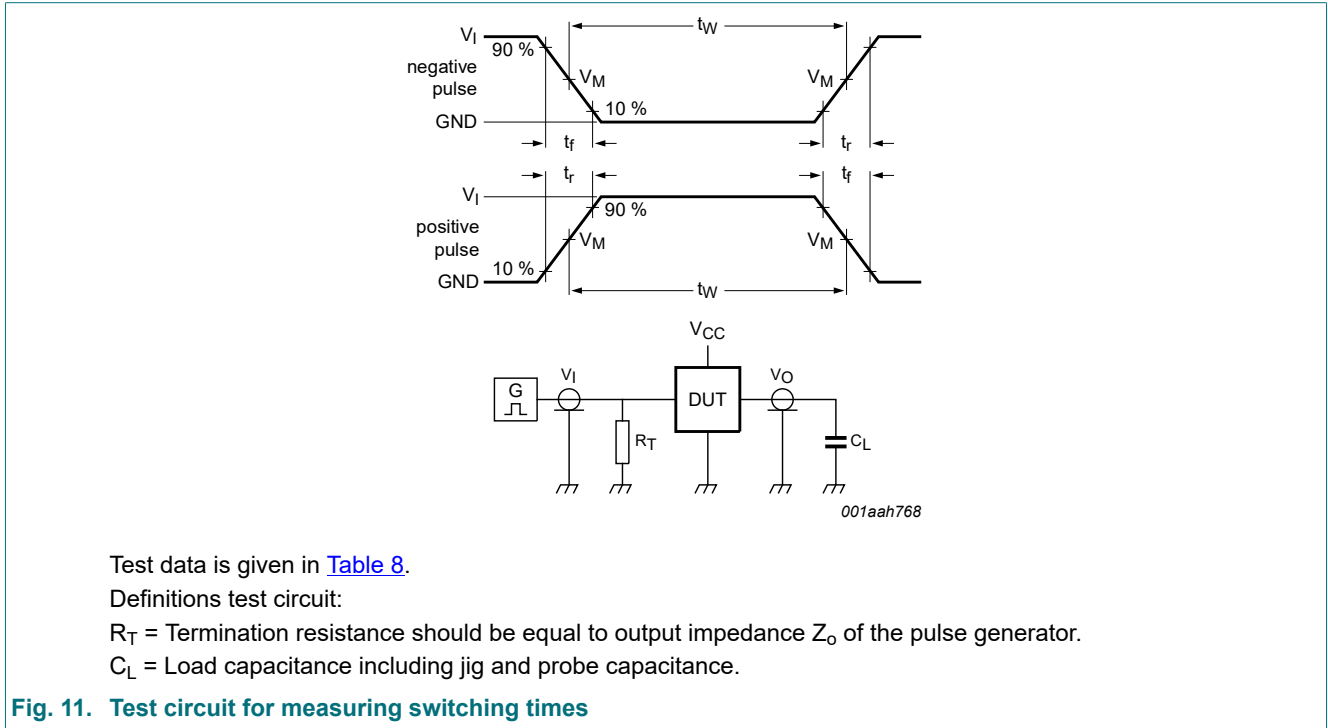 tW
VI
90 %
negative
pulse
VM
VM
10 %
GND
tf
tr
tr
tf
VI
90 %
positive
pulse
VM
VM
10 %
GND
tW
VCC
VI
VO
G
DUT
RT
CL
001aah768
Test data is given in Table 8.
Definitions test circuit:
RT = Termination resistance should be equal to output impedance Zo of the pulse generator.
CL = Load capacitance including jig and probe capacitance.
Fig. 11. Test circuit for measuring switching times